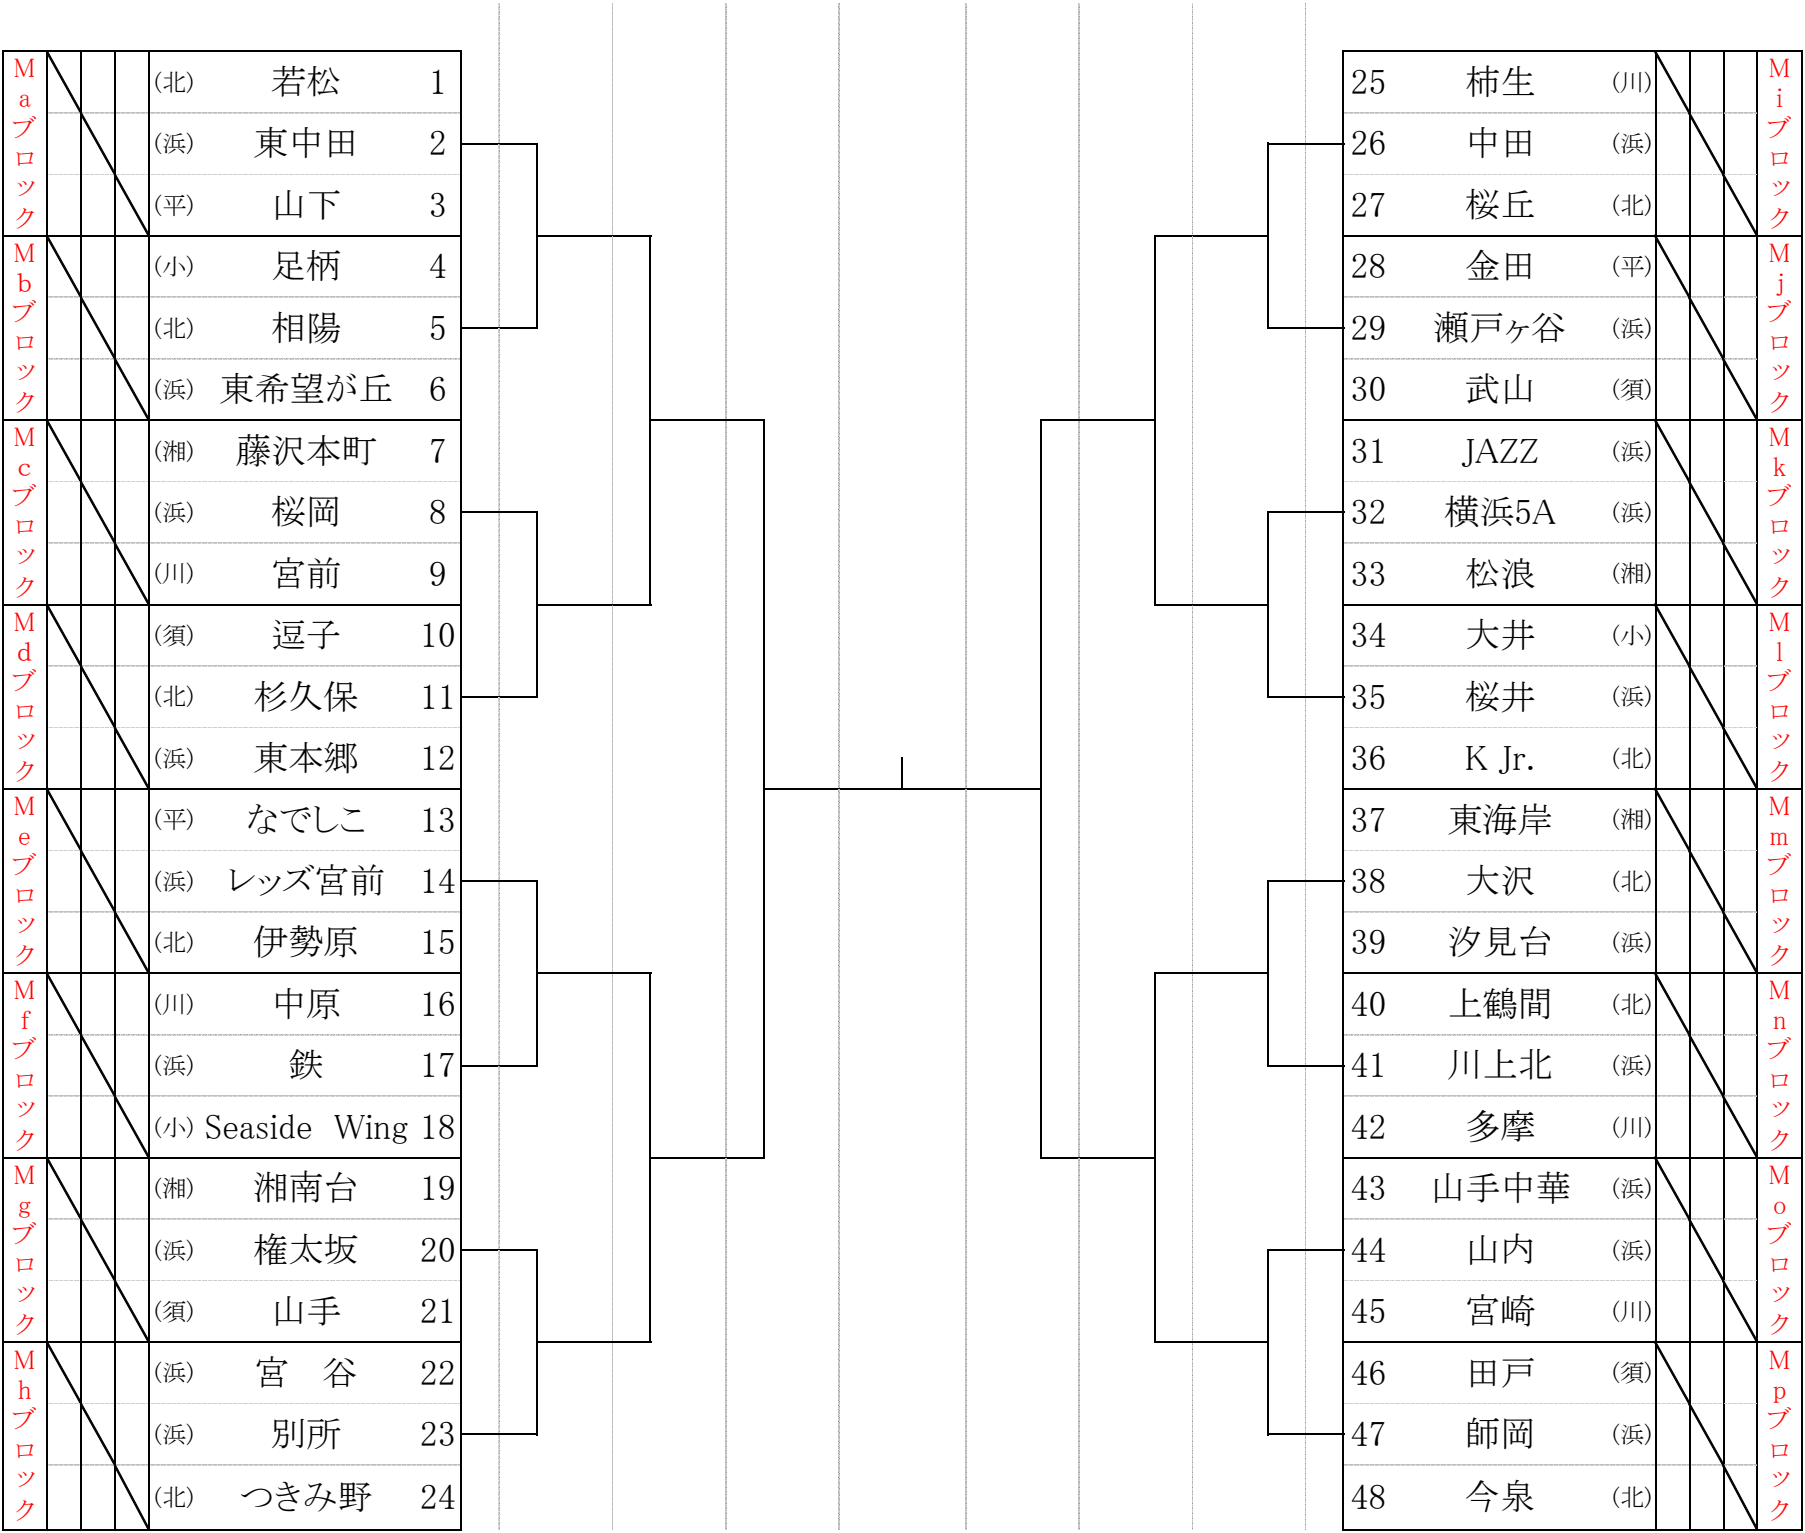 Maブロック
(北) 若松 1
(浜) 東中田 2
(平) 山下 3
Mbブロック
(小) 足柄 4
(北) 相陽 5
(浜) 東希望が丘 6
Mcブロック
(湘) 藤沢本町 7
(浜) 桜岡 8
(川) 宮前 9
Mdブロック
(須) 逗子 10
(北) 杉久保 11
(浜) 東本郷 12
Meブロック
(平) なでしこ 13
(浜) レッズ宮前 14
(北) 伊勢原 15
Mfブロック
(川) 中原 16
(浜) 鉄 17
(小) Seaside Wing 18
Mgブロック
(湘) 湘南台 19
(浜) 権太坂 20
(須) 山手 21
Mhブロック
(浜) 宮 谷 22
(浜) 別所 23
(北) つきみ野 24
Miブロック
25 柿生 (川)
26 中田 (浜)
27 桜丘 (北)
Mjブロック
28 金田 (平)
29 瀬戸ヶ谷 (浜)
30 武山 (須)
Mkブロック
31 JAZZ (浜)
32 横浜5A (浜)
33 松浪 (湘)
Mlブロック
34 大井 (小)
35 桜井 (浜)
36 K Jr. (北)
Mmブロック
37 東海岸 (湘)
38 大沢 (北)
39 汐見台 (浜)
Mnブロック
40 上鶴間 (北)
41 川上北 (浜)
42 多摩 (川)
Moブロック
43 山手中華 (浜)
44 山内 (浜)
45 宮崎 (川)
Mpブロック
46 田戸 (須)
47 師岡 (浜)
48 今泉 (北)